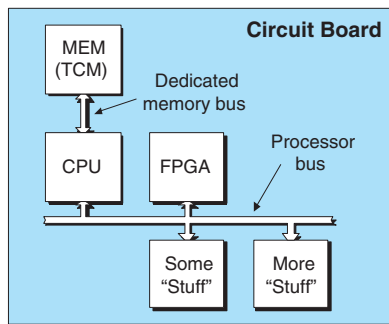 Circuit Board
MEM
(TCM)
Dedicated
memory bus
Processor
bus
CPU
FPGA
Some
“Stuff”
More
“Stuff”